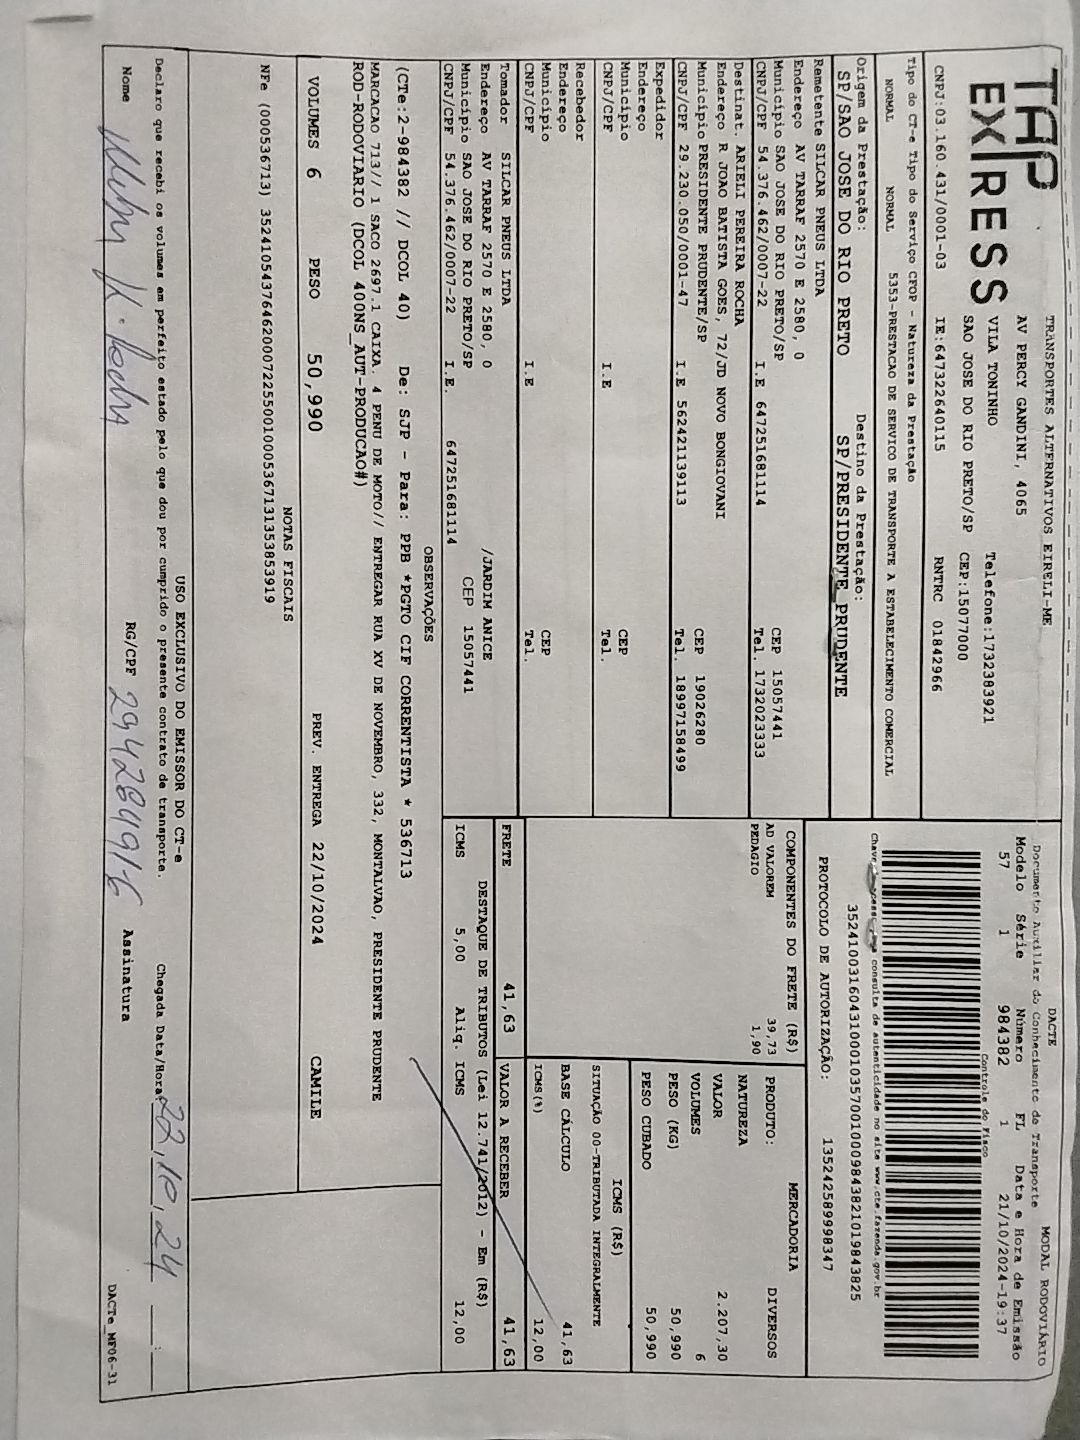 TAP
EXPRESS
TRANSPORTES ALTERNATIVOS EIRELI-ME
AV PERCY GANDINI, 4065
VILA TONINHO Telefone:1732383921
SAO JOSE DO RIO PRETO/SP CEP:15077000
CNPJ:03.160.431/0001-03 IE:647322640115 RNTRC 01842966
Tipo do CT-e Tipo do Serviço CFOP - Natureza da Prestação
NORMAL NORMAL 5353-PRESTACAO DE SERVICO DE TRANSPORTE A ESTABELECIMENTO COMERCIAL
Origem da Prestação: Destino da Prestação:
SP/SAO JOSE DO RIO PRETO SP/PRESIDENTE PRUDENTE
DACTE MODAL RODOVIÁRIO
Documento Auxiliar do Conhecimento de Transporte
Modelo Série Número FL Data e Hora de Emissão
57 1 984382 1 21/10/2024-19:37
Controle do Fisco
Chave de acesso para consulta de autenticidade no site www.cte.fazenda.gov.br
PROTOCOLO DE AUTORIZAÇÃO: 135242589998347
Remetente SILCAR PNEUS LTDA
Endereço AV TARRAF 2570 E 2580, 0
Município SAO JOSE DO RIO PRETO/SP CEP 15057441
CNPJ/CPF 54.376.462/0007-22 I.E 647251681114 Tel. 1732023333
Destinat. ARIELI PEREIRA ROCHA
Endereço R JOAO BATISTA GOES, 72/JD NOVO BONGIOVANI
Município PRESIDENTE PRUDENTE/SP CEP 19026280
CNPJ/CPF 29.230.050/0001-47 I.E 562421139113 Tel. 18997158499
Expedidor
Endereço
Município CEP
CNPJ/CPF I.E Tel.
Recebedor
Endereço
Município CEP
CNPJ/CPF I.E Tel.
Tomador SILCAR PNEUS LTDA
Endereço AV TARRAF 2570 E 2580, 0 /JARDIM ANICE
Município SAO JOSE DO RIO PRETO/SP CEP 15057441
CNPJ/CPF 54.376.462/0007-22 I.E. 647251681114
COMPONENTES DO FRETE (R$)
AD VALOREM 39,73
PEDAGIO 1,90
MERCADORIA
PRODUTO: DIVERSOS
NATUREZA
VALOR 2.207,30
VOLUMES 6
PESO (KG) 50,990
PESO CUBADO 50,990
ICMS (R$)
SITUAÇÃO 00-TRIBUTADA INTEGRALMENTE
BASE CÁLCULO 41,63
ICMS(%) 12,00
FRETE 41,63 VALOR A RECEBER 41,63
DESTAQUE DE TRIBUTOS (Lei 12.741/2012) - Em (R$)
ICMS 5,00 Aliq. ICMS 12,00
OBSERVAÇÕES
(CTe:2-984382 // DCOL 40) De: SJP - Para: PPB *PGTO CIF CORRENTISTA * 536713
MARCACAO 713// 1 SACO 2697.1 CAIXA. 4 PENU DE MOTO// ENTREGAR RUA XV DE NOVEMBRO, 332, MONTALVAO, PRESIDENTE PRUDENTE
ROD-RODOVIARIO (DCOL 400NS_AUT-PRODUCAO#)
VOLUMES 6 PESO 50,990 PREV. ENTREGA 22/10/2024 CAMILE
NOTAS FISCAIS
USO EXCLUSIVO DO EMISSOR DO CT-e
Declaro que recebi os volumes em perfeito estado pelo que dou por cumprido o presente contrato de transporte.
Nome RG/CPF Assinatura Chegada Data/Hora 22,10,24 :
DACTe_MF06-31